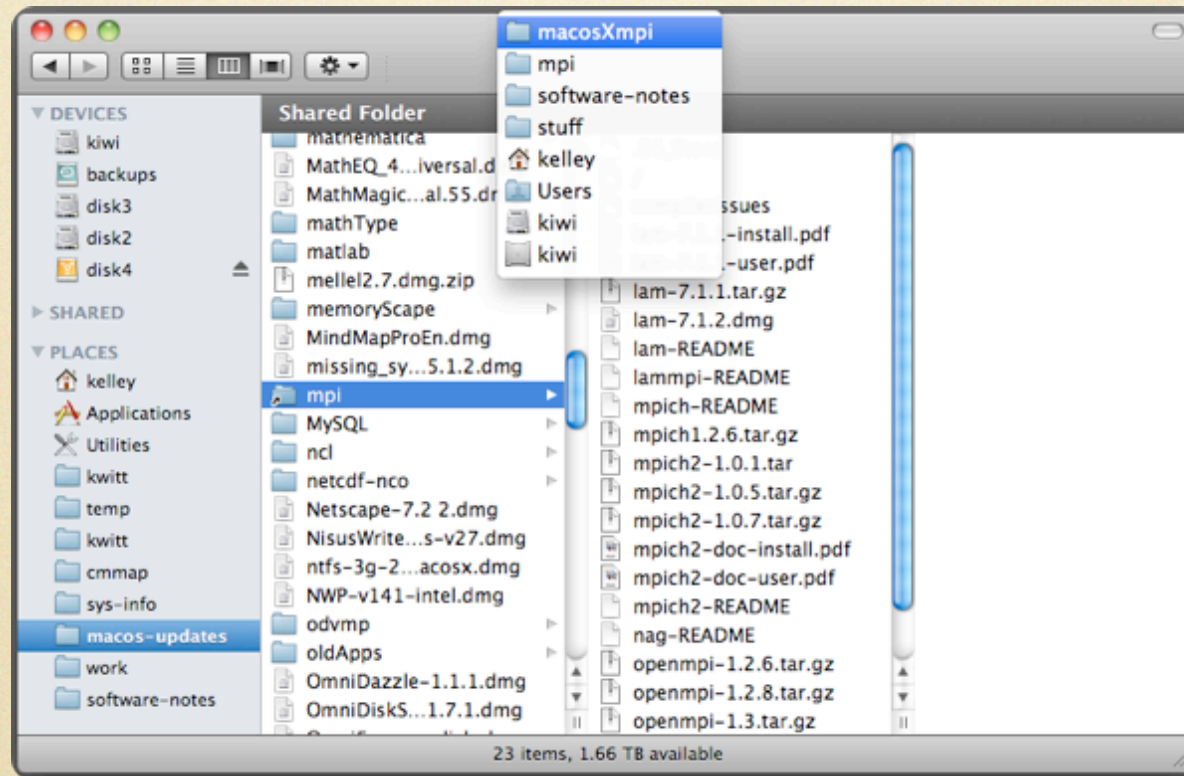 macosXmpi
mpi
software-notes
stuff
kelley
Users
kiwi
kiwi
DEVICES
kiwi
backups
disk3
disk2
disk4
SHARED
PLACES
kelley
Applications
Utilities
kwitt
temp
kwitt
cmmap
sys-info
macos-updates
work
software-notes
Shared Folder
mathematica
MathEQ_4...iversal.d
MathMagic...al.55.dr
mathType
matlab
mellel2.7.dmg.zip
memoryScape
MindMapProEn.dmg
missing_sy...5.1.2.dmg
mpi
MySQL
ncl
netcdf-nco
Netscape-7.2 2.dmg
NisusWrite...s-v27.dmg
ntfs-3g-2...acosx.dmg
NWP-v141-intel.dmg
odvmp
oldApps
OmniDazzle-1.1.1.dmg
OmniDiskS...1.7.1.dmg
ssues
-install.pdf
-user.pdf
lam-7.1.1.tar.gz
lam-7.1.2.dmg
lam-README
lammpi-README
mpich-README
mpich1.2.6.tar.gz
mpich2-1.0.1.tar
mpich2-1.0.5.tar.gz
mpich2-1.0.7.tar.gz
mpich2-doc-install.pdf
mpich2-doc-user.pdf
mpich2-README
nag-README
openmpi-1.2.6.tar.gz
openmpi-1.2.8.tar.gz
openmpi-1.3.tar.gz
23 items, 1.66 TB available